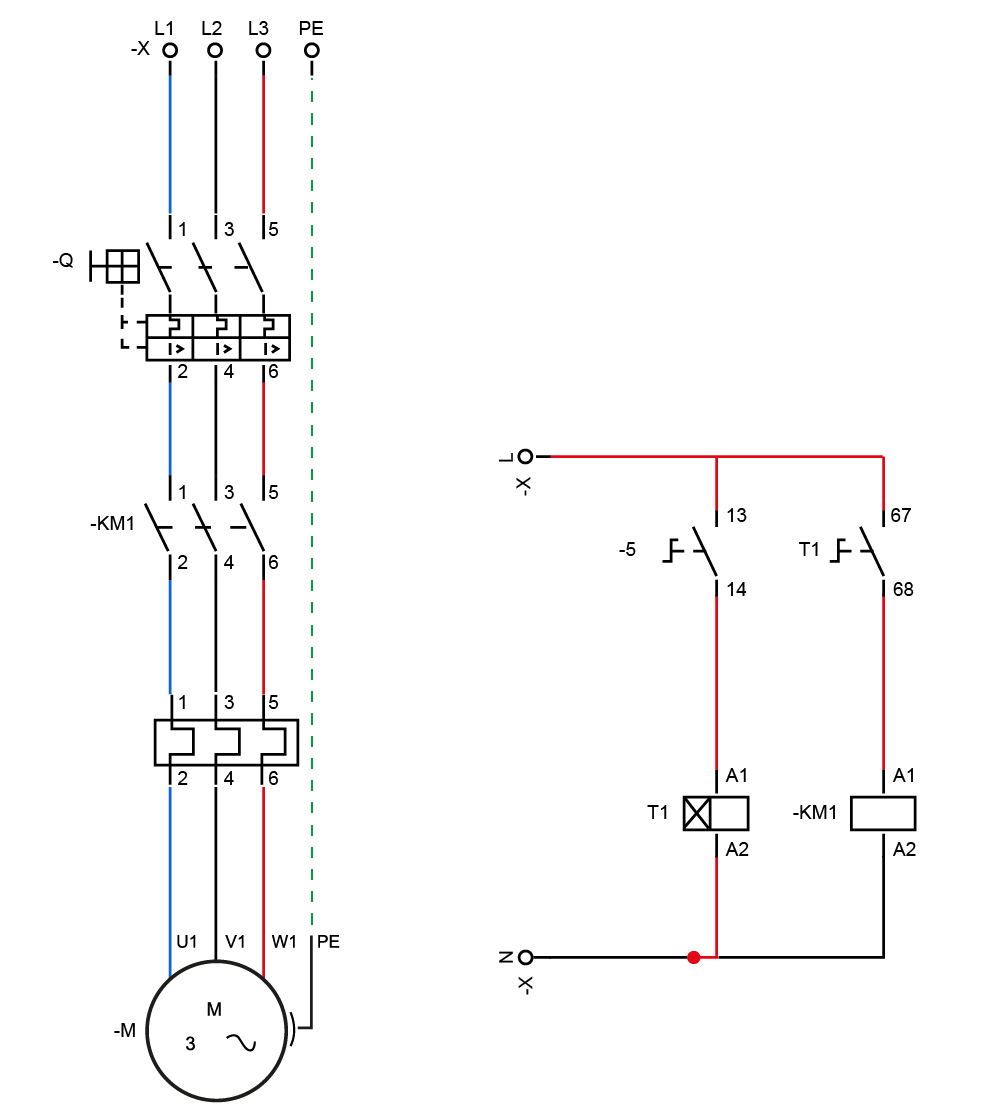 L1 L2 L3 PE
-X
1 3 5
-Q
I> I> I>
2 4 6
1 3 5
-KM1
2 4 6
1 3 5
2 4 6
U1 V1 W1 PE
M
-M
3
L
-X
13 67
-5 T1
14 68
A1 A1
T1 -KM1
A2 A2
N
-X